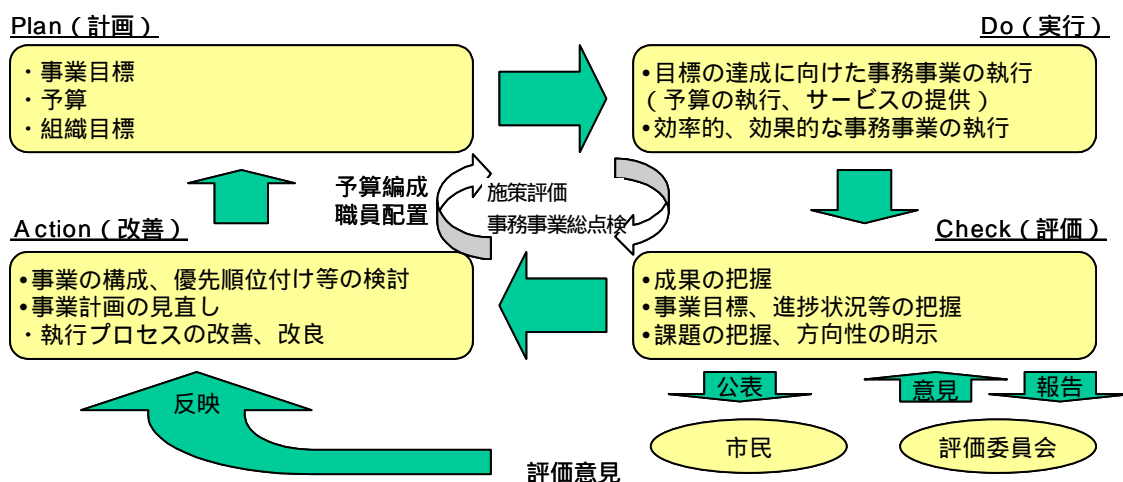 Plan（計画）
・事業目標
・予算
・組織目標
Do（実行）
•目標の達成に向けた事務事業の執行
（予算の執行、サービスの提供）
•効率的、効果的な事務事業の執行
予算編成
職員配置
施策評価
事務事業総点検
Action（改善）
•事業の構成、優先順位付け等の検討
•事業計画の見直し
・執行プロセスの改善、改良
Check（評価）
•成果の把握
•事業目標、進捗状況等の把握
•課題の把握、方向性の明示
公表
意見
報告
反映
市民
評価委員会
評価意見